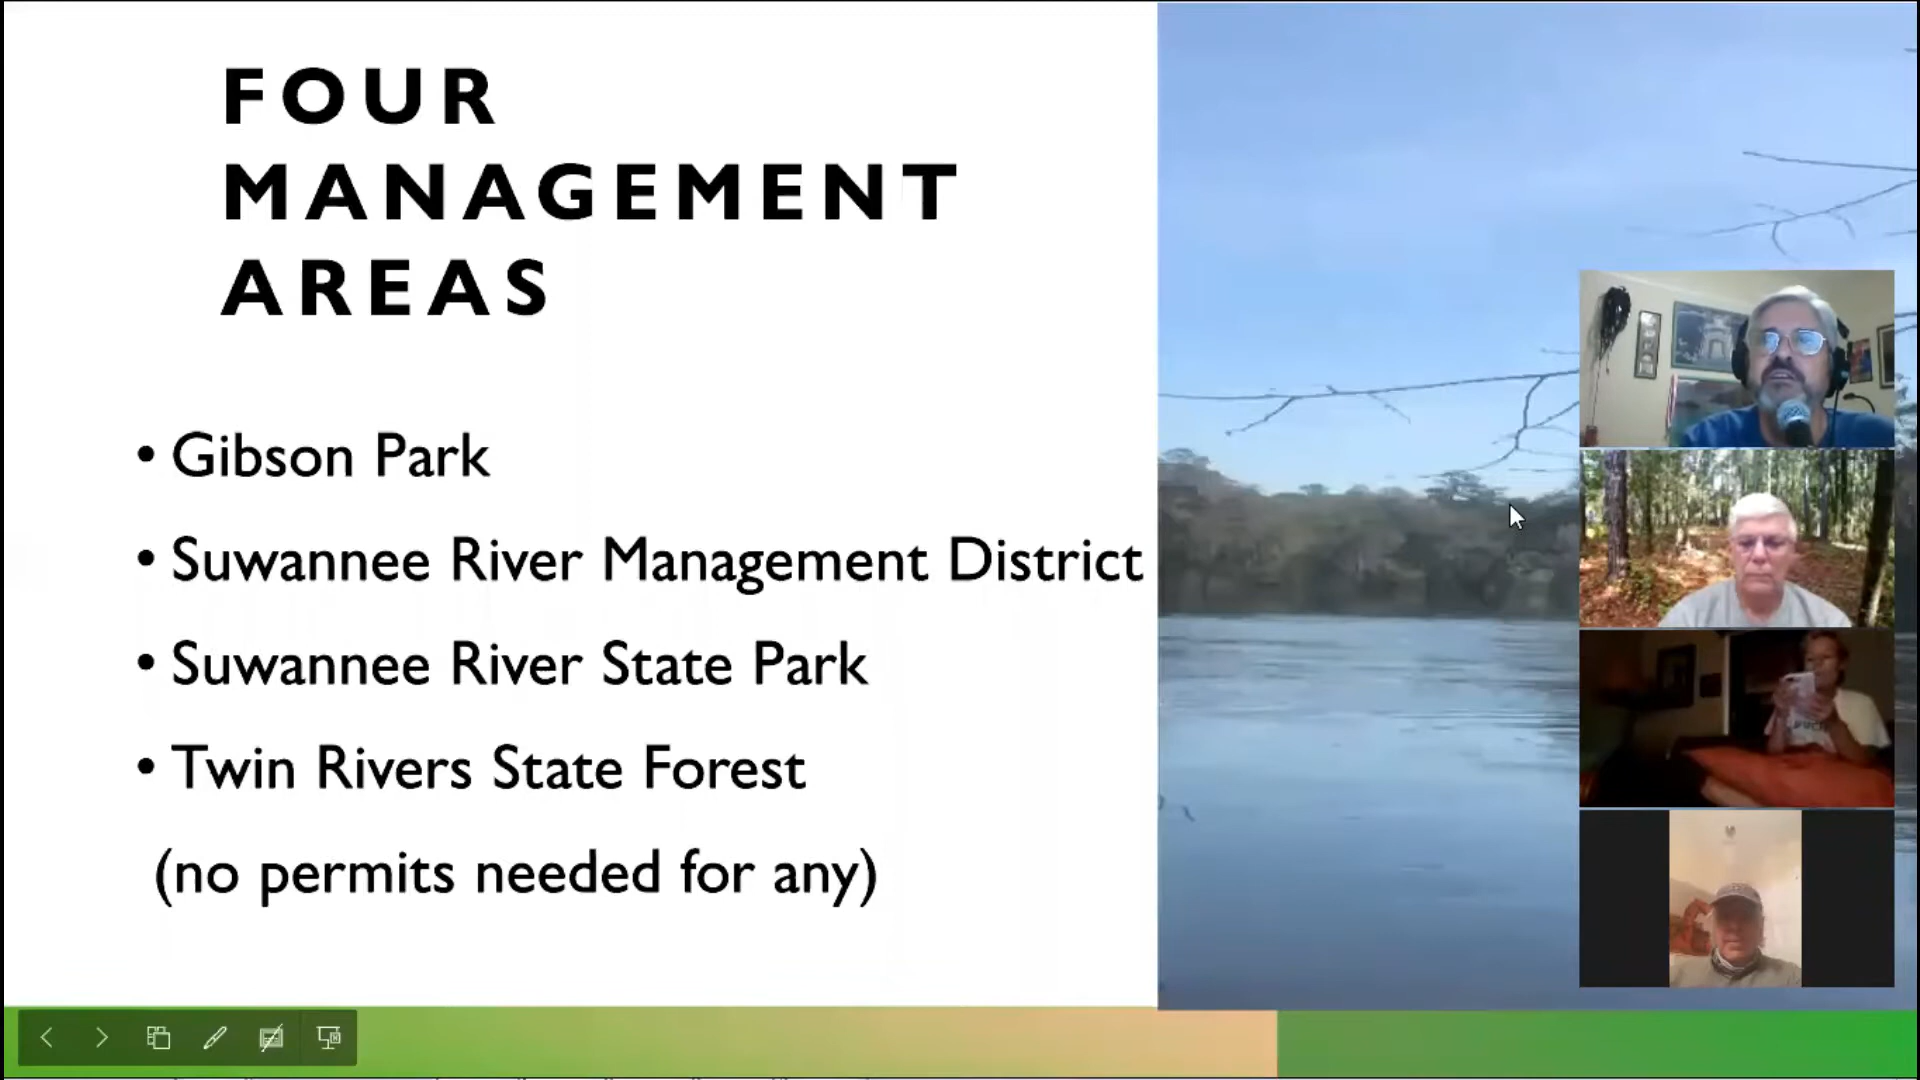 FOUR
MANAGEMENT
AREAS
• Gibson Park
• Suwannee River Management District
• Suwannee River State Park
• Twin Rivers State Forest
(no permits needed for any)